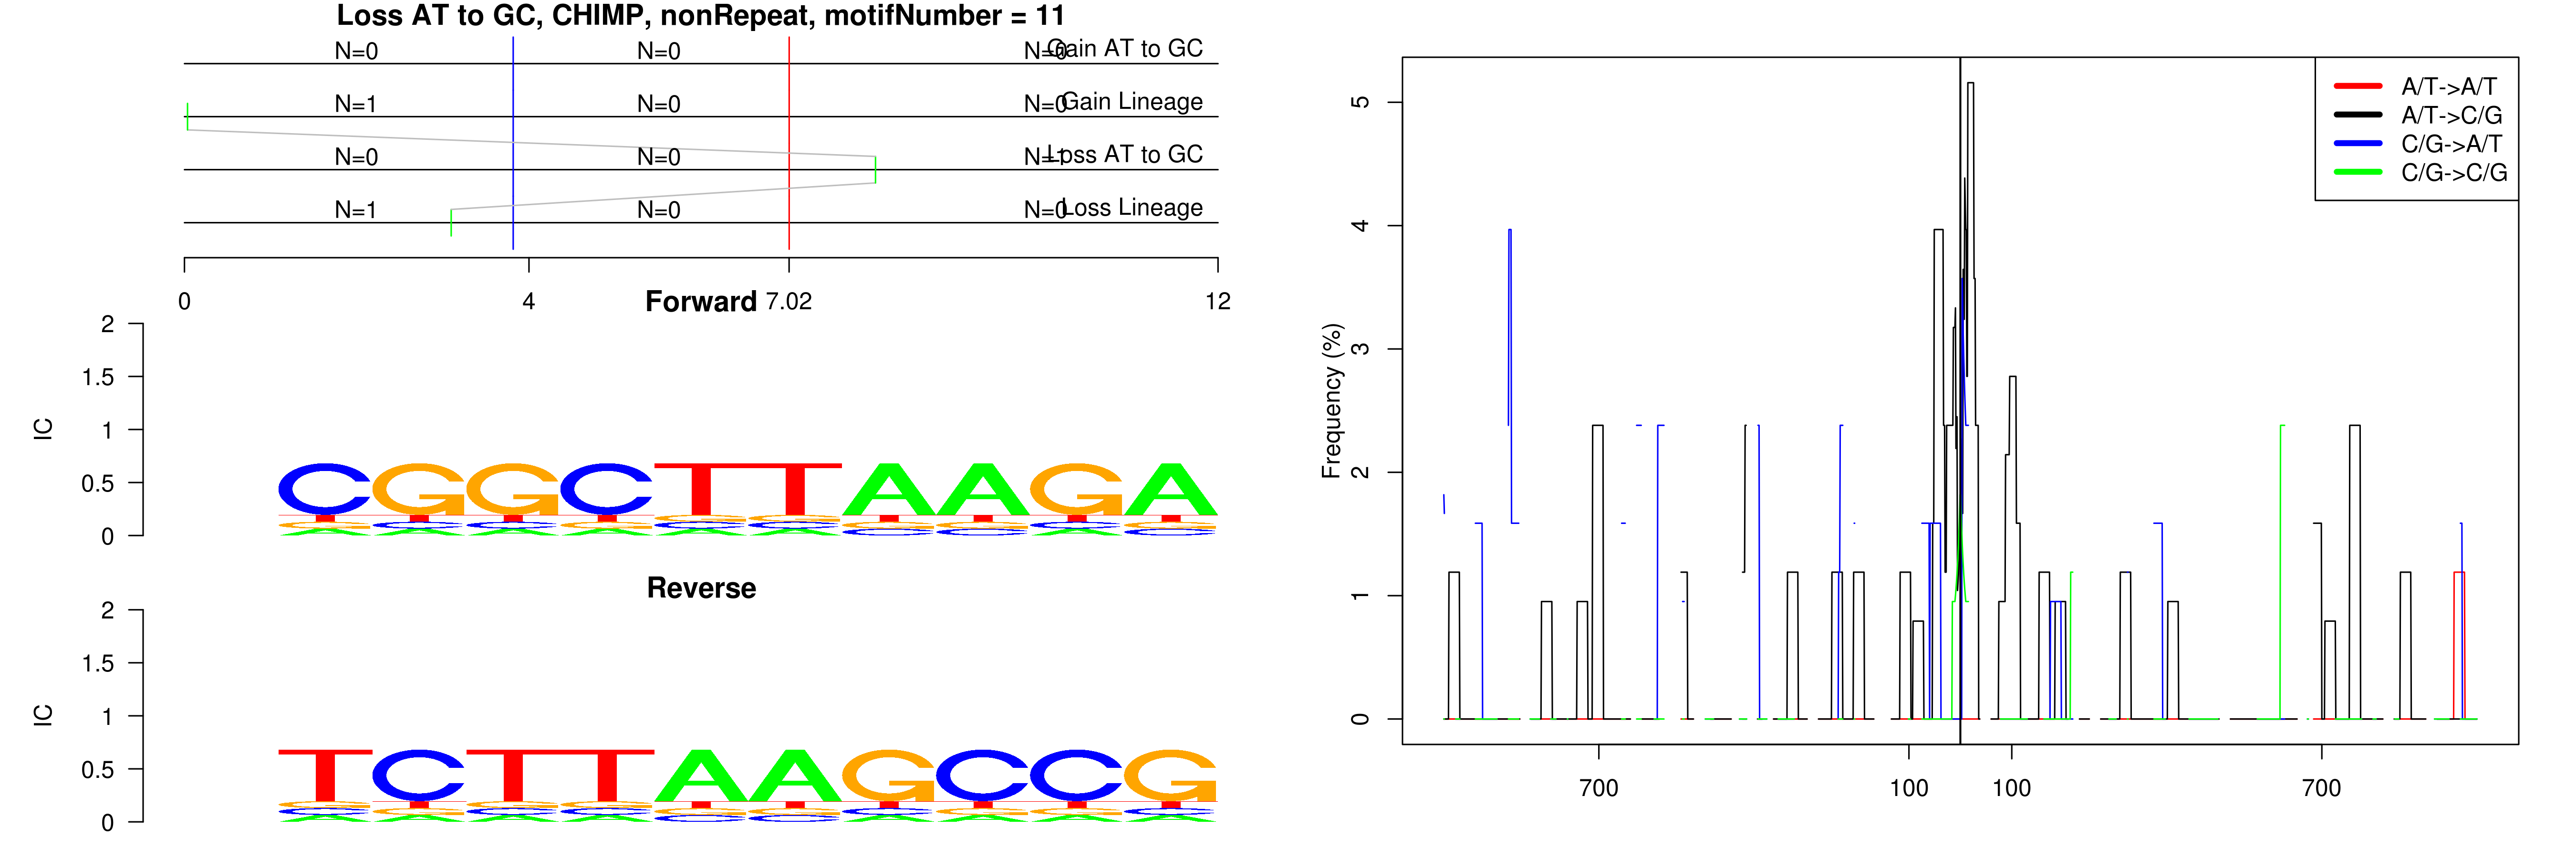 Loss AT to GC, CHIMP, nonRepeat, motifNumber = 11
N=0 N=0 N=0 Gain AT to GC
N=1 N=0 N=0 Gain Lineage
N=0 N=0 N=1 Loss AT to GC
N=1 N=0 N=0 Loss Lineage
0 4 7.02 12
Forward
2
1.5
1
0.5
0
IC
CGGCTTAAGA
Reverse
2
1.5
1
0.5
0
IC
TCTTAAGCCG
Frequency (%)
5
4
3
2
1
0
700 100 100 700
A/T->A/T
A/T->C/G
C/G->A/T
C/G->C/G